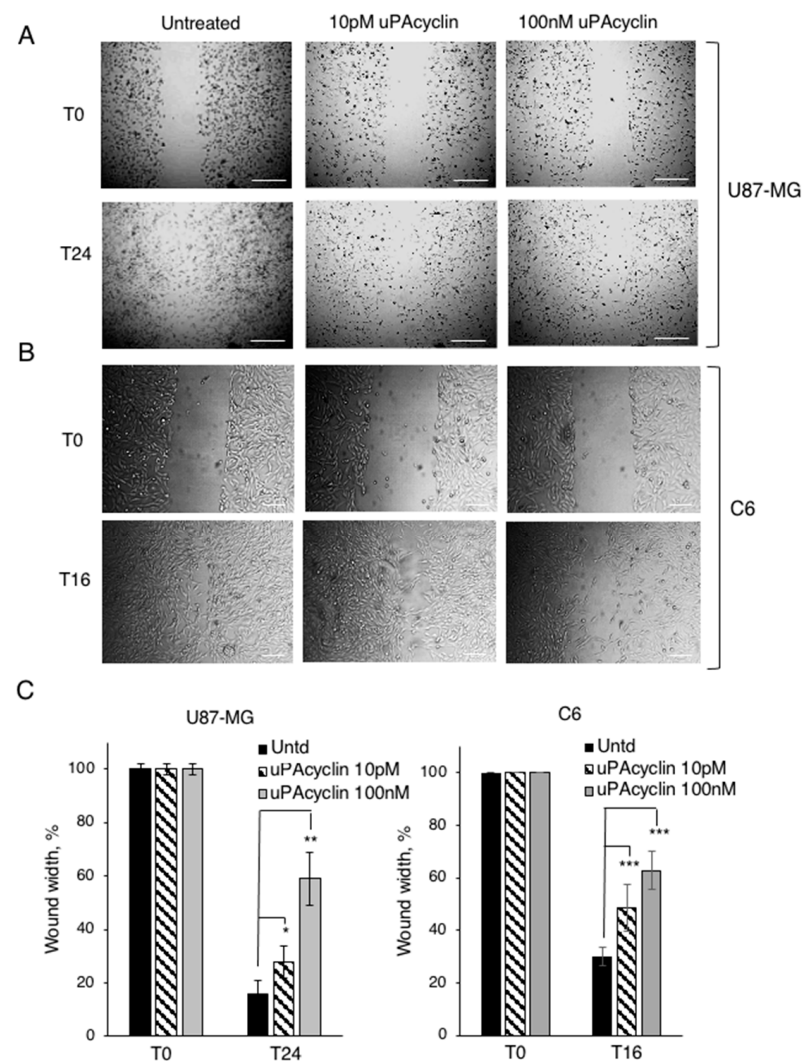 A
Untreated
10pM uPAcyclin
100nM uPAcyclin
T0
U87-MG
T24
B
T0
C6
T16
C
U87-MG
C6
Untd
uPAcyclin 10pM
uPAcyclin 100nM
Wound width, %
100
80
60
40
20
0
*
**
T0
T24
Untd
uPAcyclin 10pM
uPAcyclin 100nM
Wound width, %
100
80
60
40
20
0
***
***
T0
T16